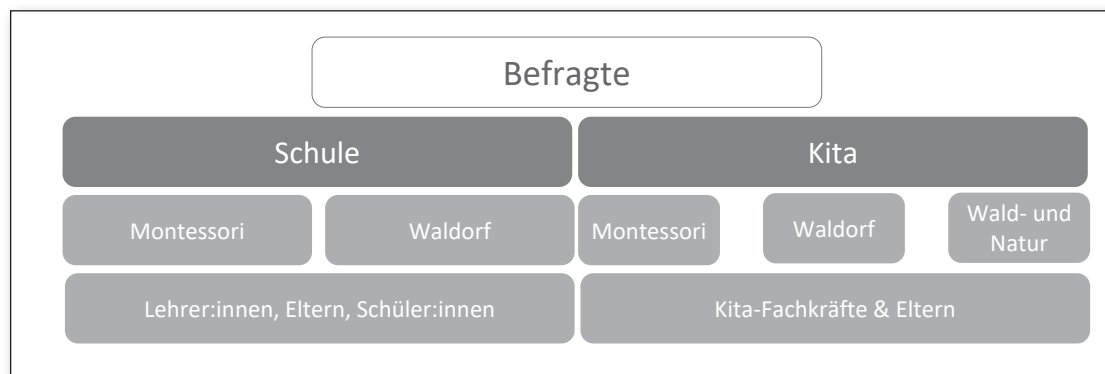 Befragte
Schule
Kita
Montessori
Waldorf
Montessori
Waldorf
Wald- und
Natur
Lehrer:innen, Eltern, Schüler:innen
Kita-Fachkräfte & Eltern